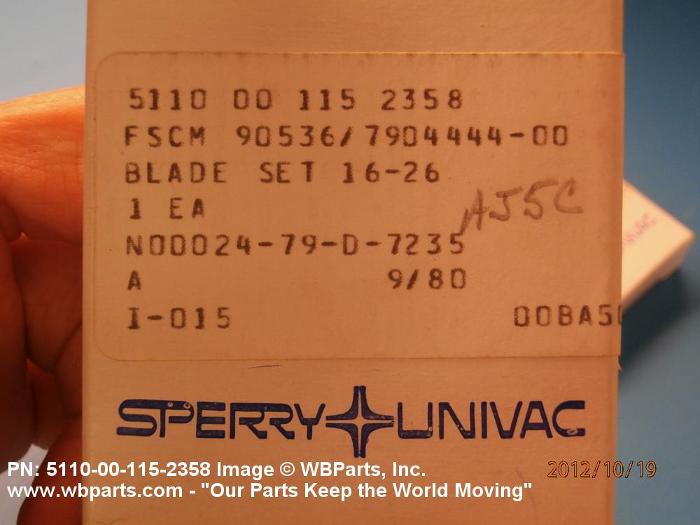 5110 00 115 2358
FSCM 90536/7904444-00
BLADE SET 16-26
1 EA
AJ5C
N00024-79-D-7235
A 9/80
I-015 00BA5
SPERRY UNIVAC
UNIVAC
PN: 5110-00-115-2358 Image © WBParts, Inc.
2012/10/19
www.wbparts.com - "Our Parts Keep the World Moving"